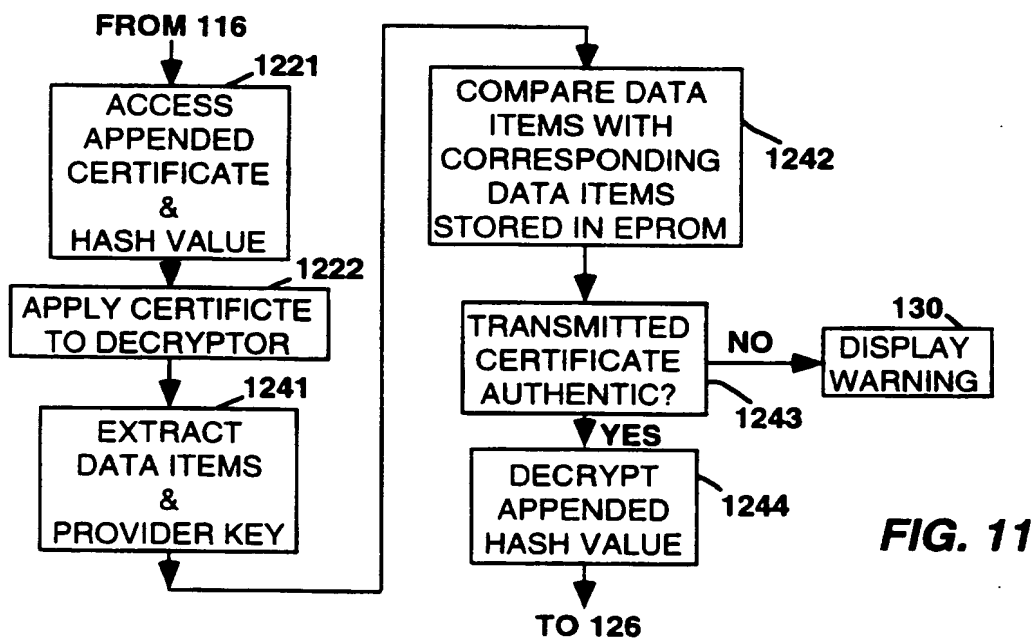 FROM 116
1221
ACCESS
APPENDED
CERTIFICATE
&
HASH VALUE
1222
APPLY CERTIFICTE
TO DECRYPTOR
1241
EXTRACT
DATA ITEMS
&
PROVIDER KEY
COMPARE DATA
ITEMS WITH
CORRESPONDING
DATA ITEMS
STORED IN EPROM
1242
TRANSMITTED
CERTIFICATE
AUTHENTIC?
1243
NO
130
DISPLAY
WARNING
YES
DECRYPT
APPENDED
HASH VALUE
1244
TO 126
FIG. 11